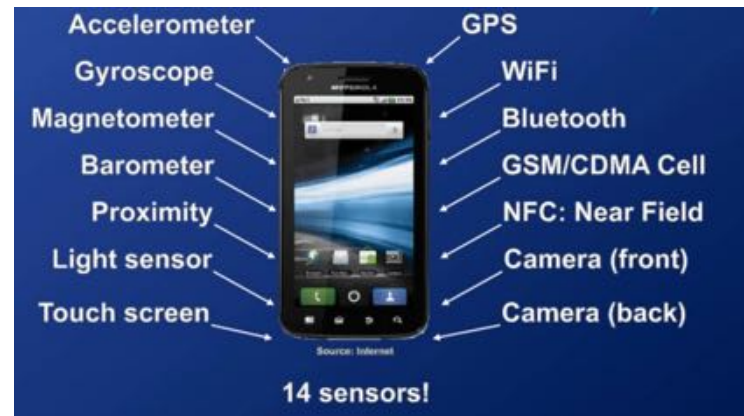 Accelerometer
Gyroscope
Magnetometer
Barometer
Proximity
Light sensor
Touch screen
GPS
WiFi
Bluetooth
GSM/CDMA Cell
NFC: Near Field
Camera (front)
Camera (back)
MOTOROLA
Source: Internet
14 sensors!